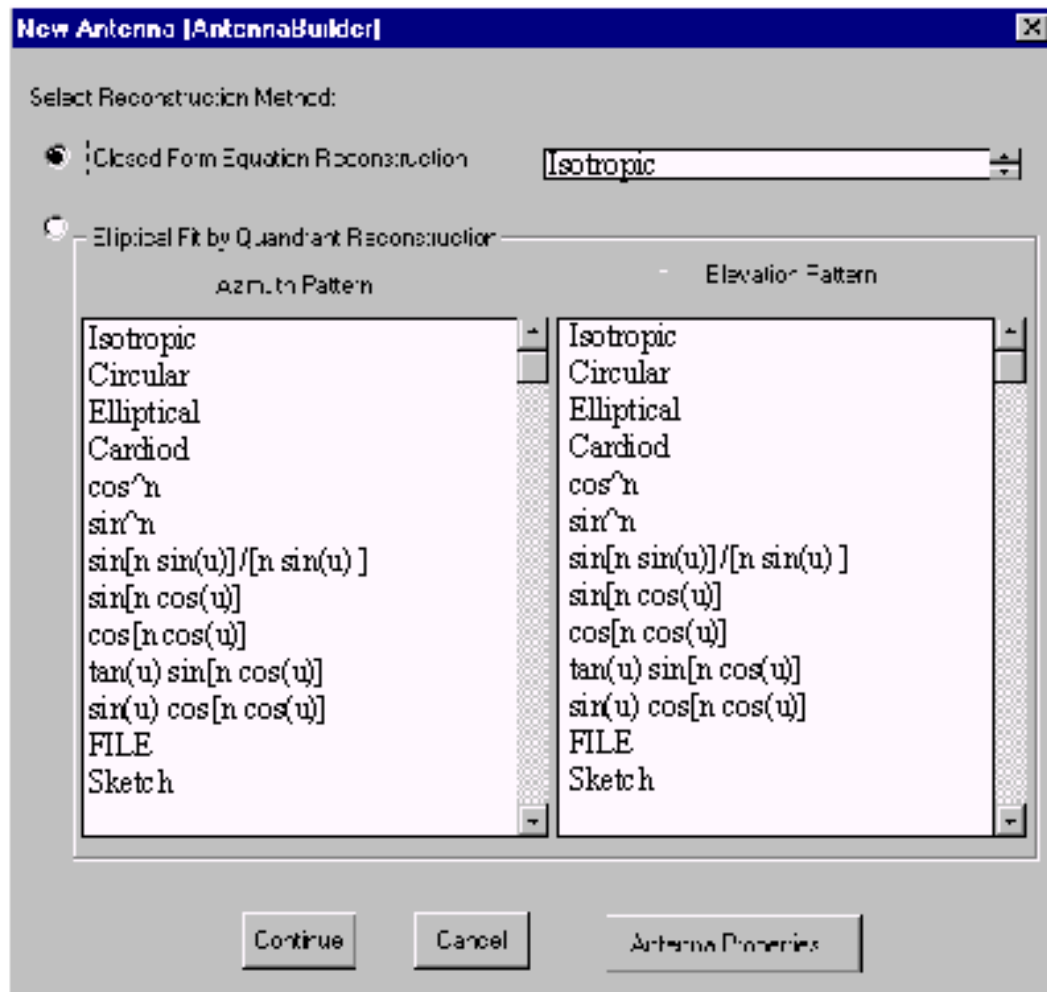 New Antenna [AntennaBuilder]
Select Reconstruction Method:
Closed Form Equation Reconstruction
Isotropic
Elliptical Fit by Quadrant Reconstruction
Azimuth Pattern
Elevation Pattern
Isotropic
Circular
Elliptical
Cardiod
cos^n
sin^n
sin[n sin(u)]/[n sin(u) ]
sin[n cos(u)]
cos[n cos(u)]
tan(u) sin[n cos(u)]
sin(u) cos[n cos(u)]
FILE
Sketch
Isotropic
Circular
Elliptical
Cardiod
cos^n
sin^n
sin[n sin(u)]/[n sin(u) ]
sin[n cos(u)]
cos[n cos(u)]
tan(u) sin[n cos(u)]
sin(u) cos[n cos(u)]
FILE
Sketch
Continue
Cancel
Antenna Properties